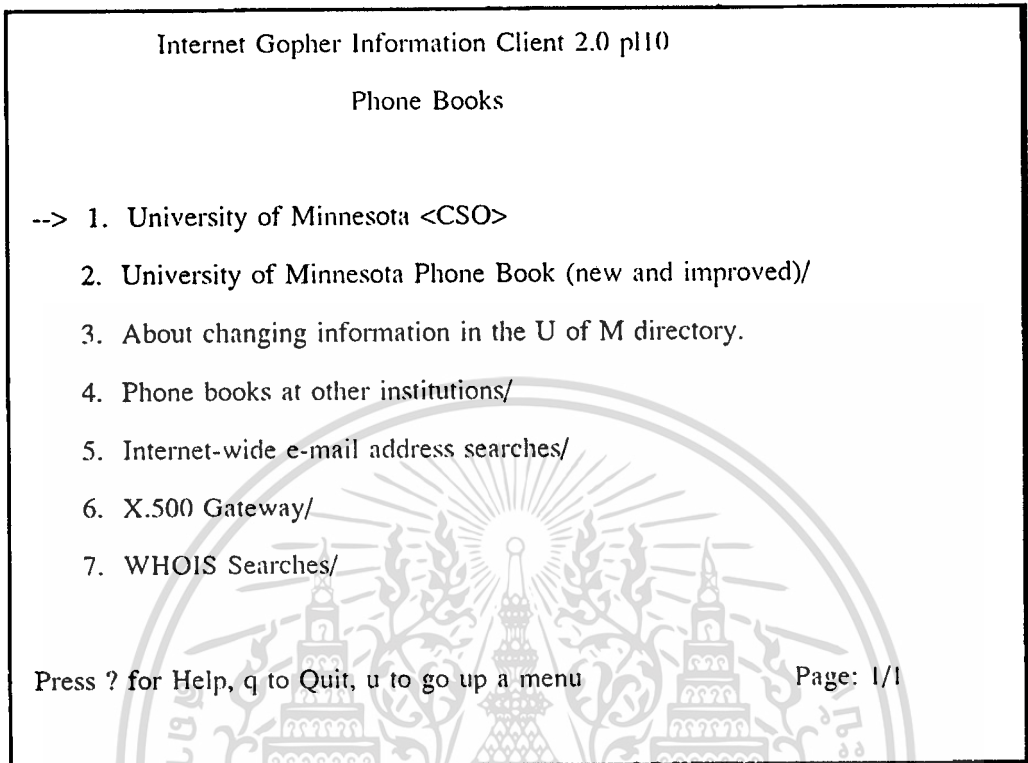 Internet Gopher Information Client 2.0 pl10
Phone Books
--> 1. University of Minnesota <CSO>
2. University of Minnesota Phone Book (new and improved)/
3. About changing information in the U of M directory.
4. Phone books at other institutions/
5. Internet-wide e-mail address searches/
6. X.500 Gateway/
7. WHOIS Searches/
Press ? for Help, q to Quit, u to go up a menu Page: 1/1